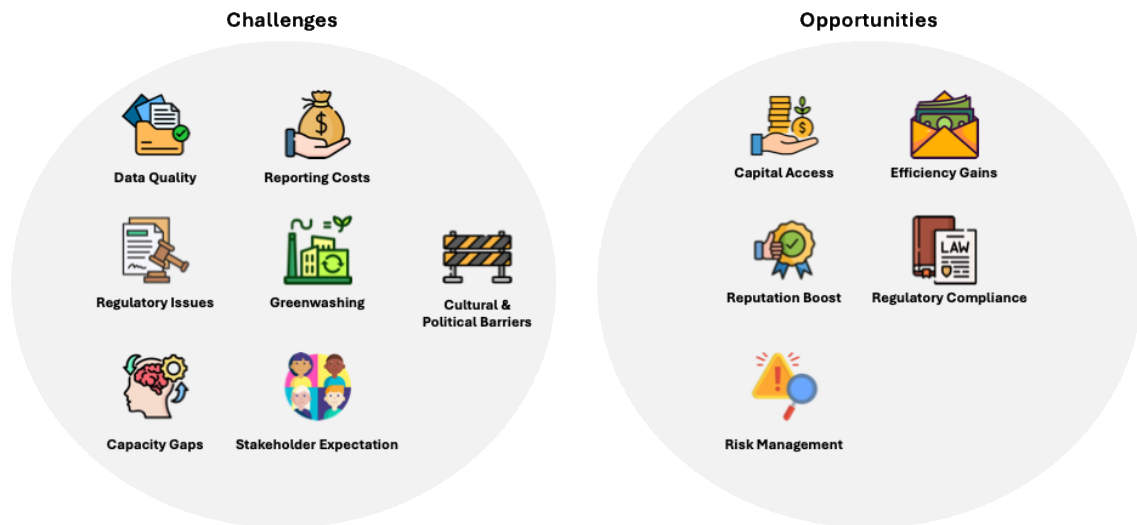 Challenges
Opportunities
Data Quality
Reporting Costs
Capital Access
Efficiency Gains
$
$
LAW
Regulatory Issues
Greenwashing
Cultural &
Political Barriers
Reputation Boost
Regulatory Compliance
Capacity Gaps
Stakeholder Expectation
Risk Management